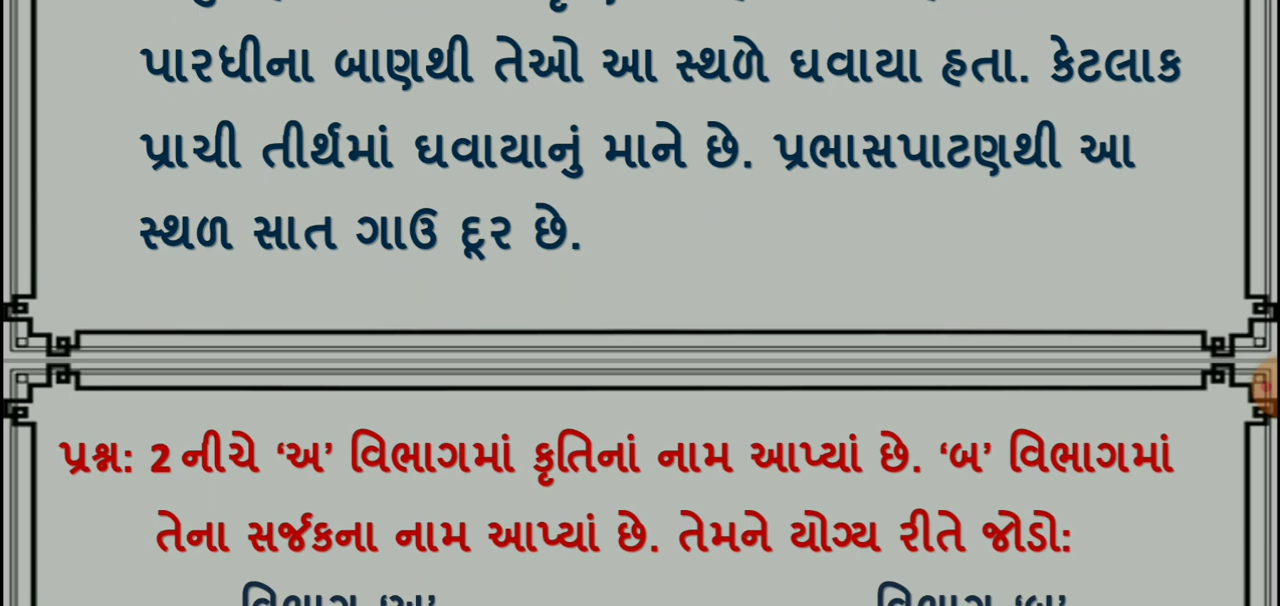 પારધીના બાણથી તેઓ આ સ્થળે ઘવાયા હતા. કેટલાક
પ્રાચી તીર્થમાં ઘવાયાનું માને છે. પ્રભાસપાટણથી આ
સ્થળ સાત ગાઉ દૂર છે.
પ્રશ્ન: 2 નીચે ‘અ’ વિભાગમાં કૃતિનાં નામ આપ્યાં છે. ‘બ’ વિભાગમાં
તેના સર્જકના નામ આપ્યાં છે. તેમને યોગ્ય રીતે જોડો:
વિભાગ ‘અ’ વિભાગ ‘બ’